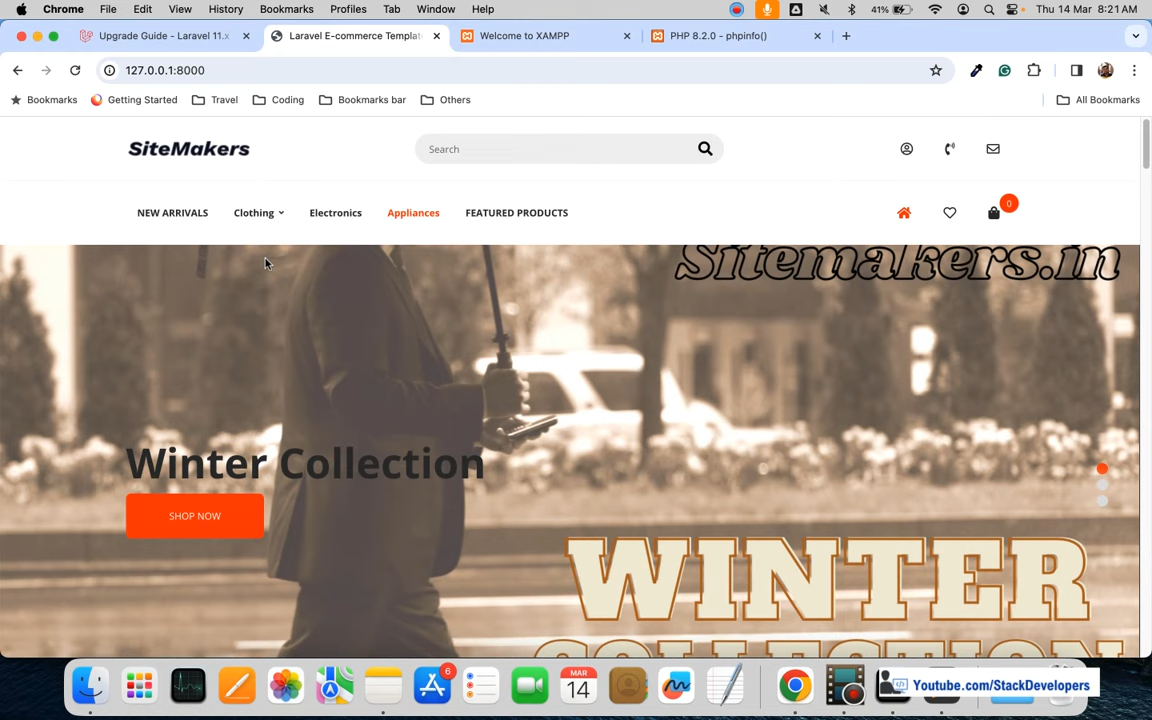 Chrome File Edit View History Bookmarks Profiles Tab Window Help 41% Thu 14 Mar 8:21 AM
Upgrade Guide - Laravel 11.x Laravel E-commerce Templat Welcome to XAMPP PHP 8.2.0 - phpinfo()
127.0.0.1:8000
Bookmarks Getting Started Travel Coding Bookmarks bar Others All Bookmarks
SiteMakers Search
NEW ARRIVALS Clothing Electronics Appliances FEATURED PRODUCTS 0
Sitemakers.in
Winter Collection
SHOP NOW
WINTER
COLLECTION
6
MAR
14
Youtube.com/StackDevelopers